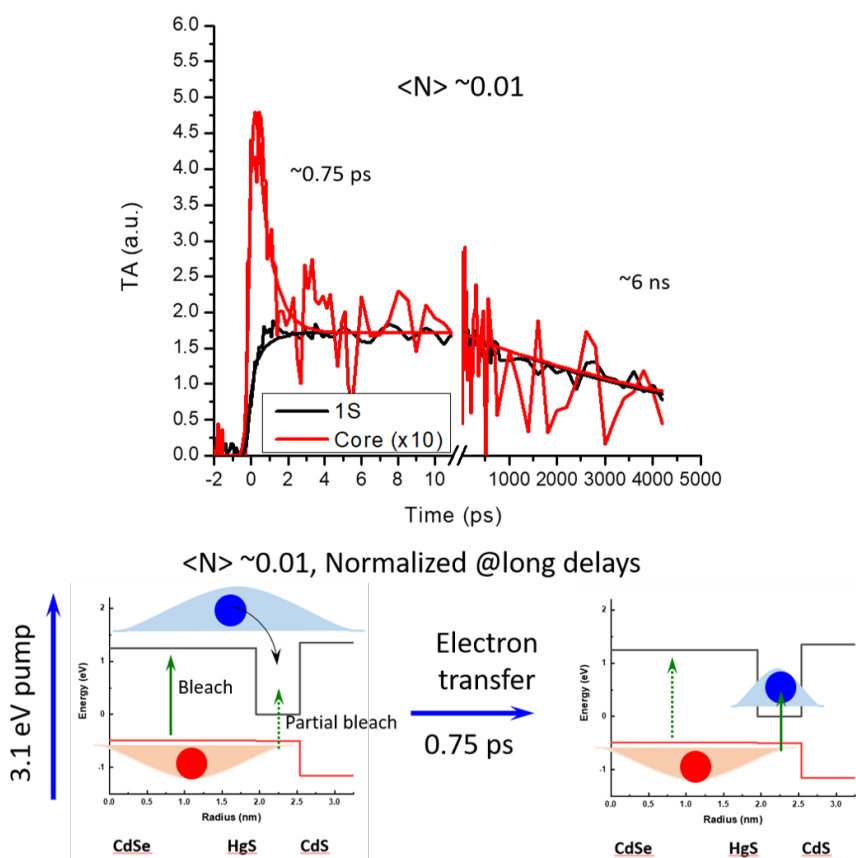 6.0
5.5
5.0
4.5
4.0
3.5
3.0
2.5
2.0
1.5
1.0
0.5
0.0
TA (a.u.)
<N> ~0.01
~0.75 ps
~6 ns
1S
Core (x10)
-2 0 2 4 6 8 10 1000 2000 3000 4000 5000
Time (ps)
<N> ~0.01, Normalized @long delays
3.1 eV pump
Energy (eV)
2
1
0
-1
Bleach
Partial bleach
0.0 0.5 1.0 1.5 2.0 2.5 3.0
Radius (nm)
CdSe HgS CdS
Electron
transfer
0.75 ps
Energy (eV)
2
1
0
-1
0.0 0.5 1.0 1.5 2.0 2.5 3.0
Radius (nm)
CdSe HgS CdS